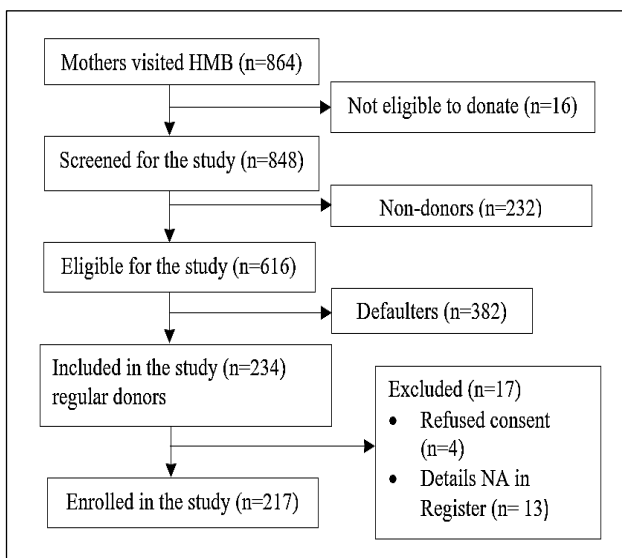 Mothers visited HMB (n=864)
Not eligible to donate (n=16)
Screened for the study (n=848)
Non-donors (n=232)
Eligible for the study (n=616)
Defaulters (n=382)
Included in the study (n=234)
regular donors
Excluded (n=17)
• Refused consent
(n=4)
• Details NA in
Register (n= 13)
Enrolled in the study (n=217)